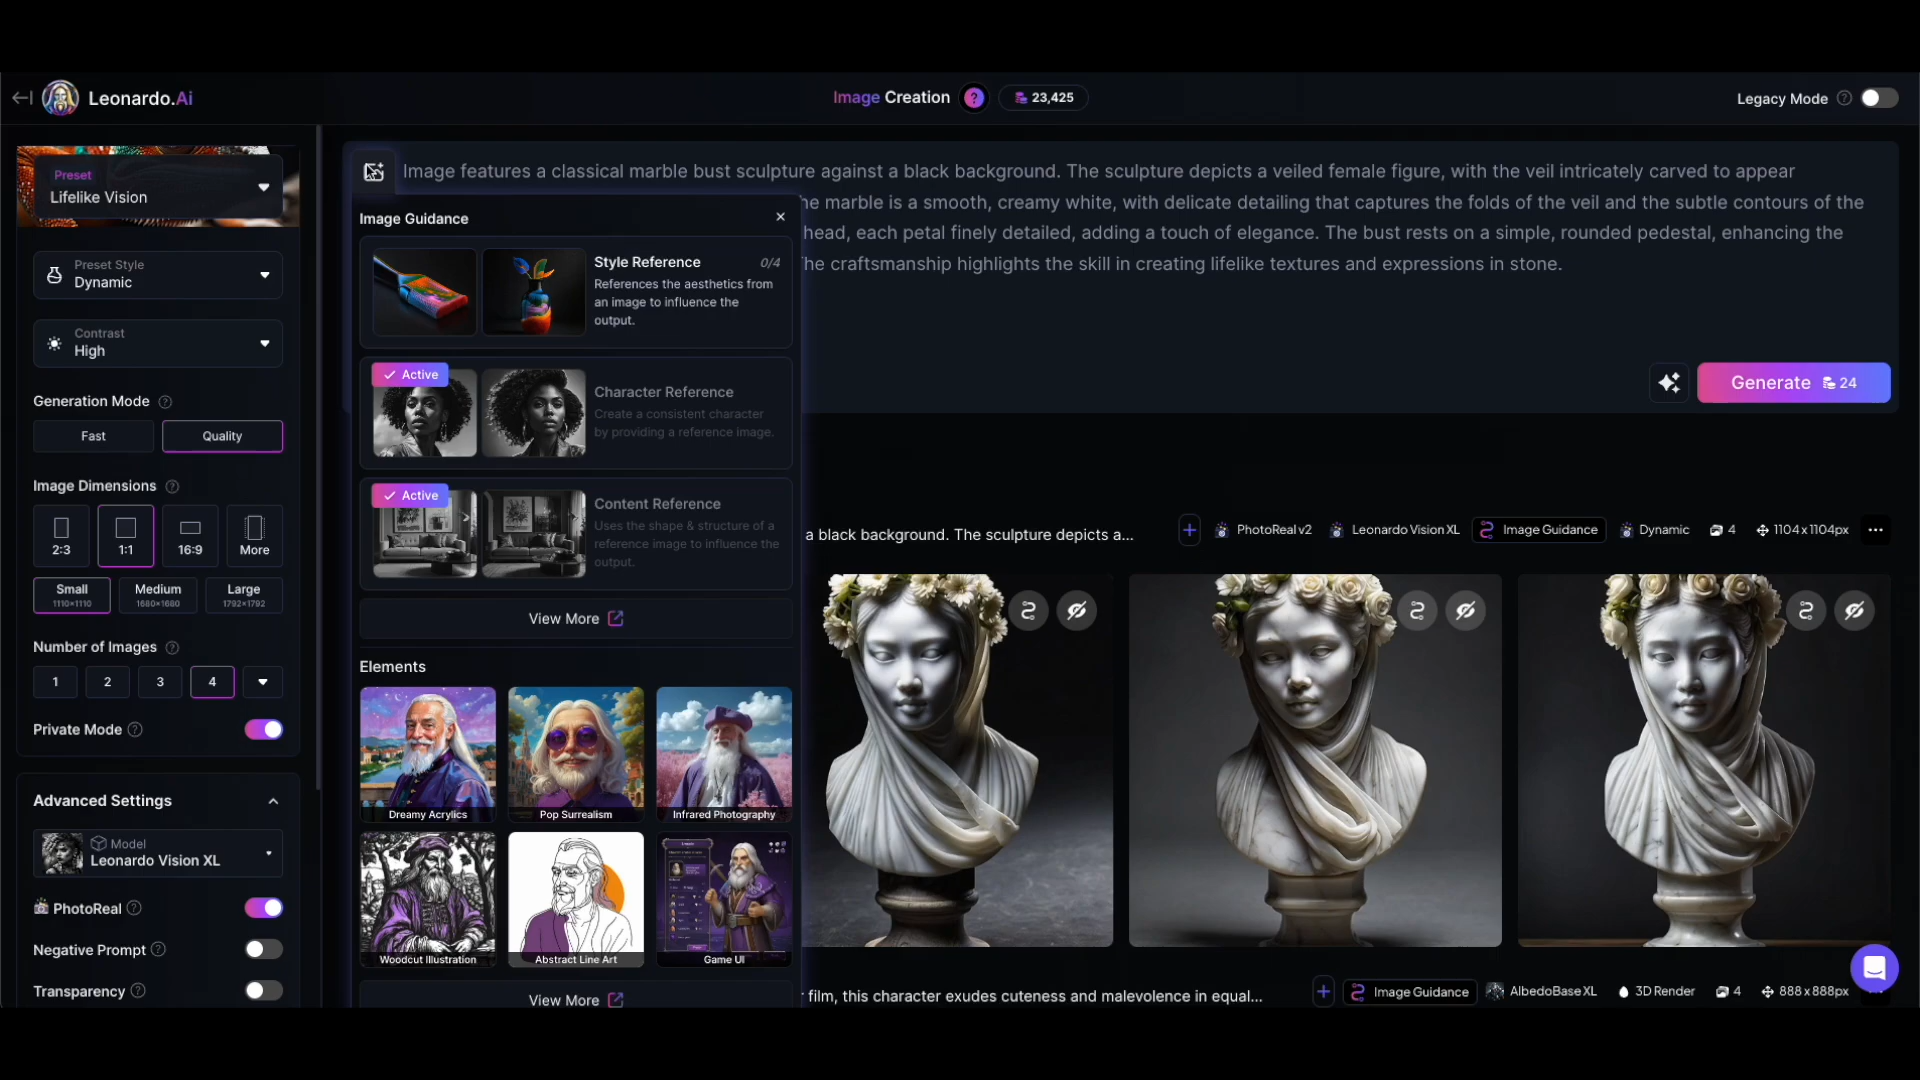 Leonardo.Ai
Image Creation
?
23,425
Legacy Mode ?
Preset
Lifelike Vision
Preset Style
Dynamic
Contrast
High
Generation Mode ?
Fast
Quality
Image Dimensions ?
2:3
1:1
16:9
More
Small
1110×1110
Medium
1680×1680
Large
1792×1792
Number of Images ?
1
2
3
4
Private Mode ?
Advanced Settings
Model
Leonardo Vision XL
PhotoReal ?
Negative Prompt ?
Transparency ?
Image features a classical marble bust sculpture against a black background. The sculpture depicts a veiled female figure, with the veil intricately carved to appear
he marble is a smooth, creamy white, with delicate detailing that captures the folds of the veil and the subtle contours of the
head, each petal finely detailed, adding a touch of elegance. The bust rests on a simple, rounded pedestal, enhancing the
he craftsmanship highlights the skill in creating lifelike textures and expressions in stone.
Generate 24
Image Guidance
Style Reference 0/4
References the aesthetics from
an image to influence the
output.
Active
Character Reference
Create a consistent character
by providing a reference image.
Active
Content Reference
Uses the shape & structure of a
reference image to influence the
output.
View More
Elements
Dreamy Acrylics
Pop Surrealism
Infrared Photography
Woodcut Illustration
Abstract Line Art
Game UI
View More
a black background. The sculpture depicts a...
PhotoReal v2
Leonardo Vision XL
Image Guidance
Dynamic
4
1104x1104px
film, this character exudes cuteness and malevolence in equal...
Image Guidance
AlbedoBase XL
3D Render
4
888x888px